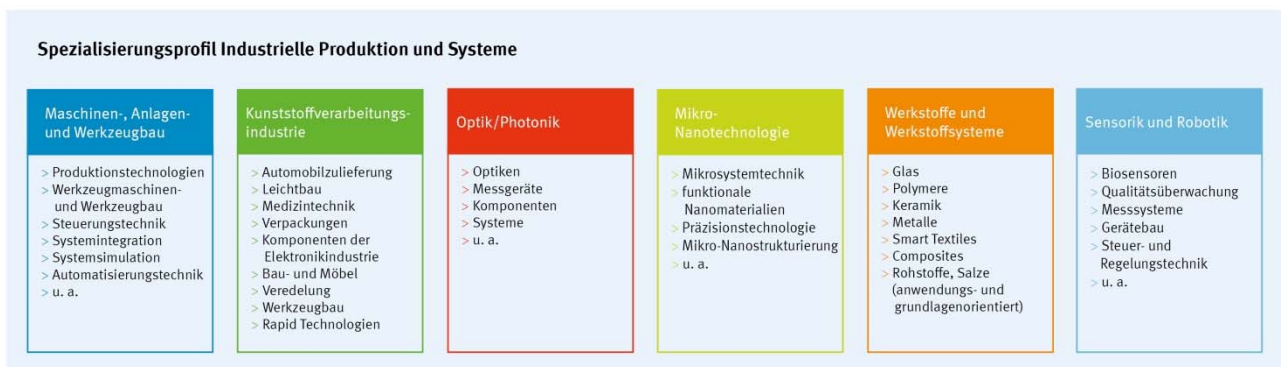 Spezialisierungsprofil Industrielle Produktion und Systeme
Maschinen-, Anlagen-
und Werkzeugbau
> Produktionstechnologien
> Werkzeugmaschinen-
und Werkzeugbau
> Steuerungstechnik
> Systemintegration
> Systemsimulation
> Automatisierungstechnik
> u. a.
Kunststoffverarbeitungs-
industrie
> Automobilzulieferung
> Leichtbau
> Medizintechnik
> Verpackungen
> Komponenten der
Elektronikindustrie
> Bau- und Möbel
> Veredelung
> Werkzeugbau
> Rapid Technologien
Optik/Photonik
> Optiken
> Messgeräte
> Komponenten
> Systeme
> u. a.
Mikro-
Nanotechnologie
> Mikrosystemtechnik
> funktionale
Nanomaterialien
> Präzisionstechnologie
> Mikro-Nanostrukturierung
> u. a.
Werkstoffe und
Werkstoffsysteme
> Glas
> Polymere
> Keramik
> Metalle
> Smart Textiles
> Composites
> Rohstoffe, Salze
(anwendungs- und
grundlagenorientiert)
Sensorik und Robotik
> Biosensoren
> Qualitätsüberwachung
> Messsysteme
> Gerätebau
> Steuer- und
Regelungstechnik
> u. a.